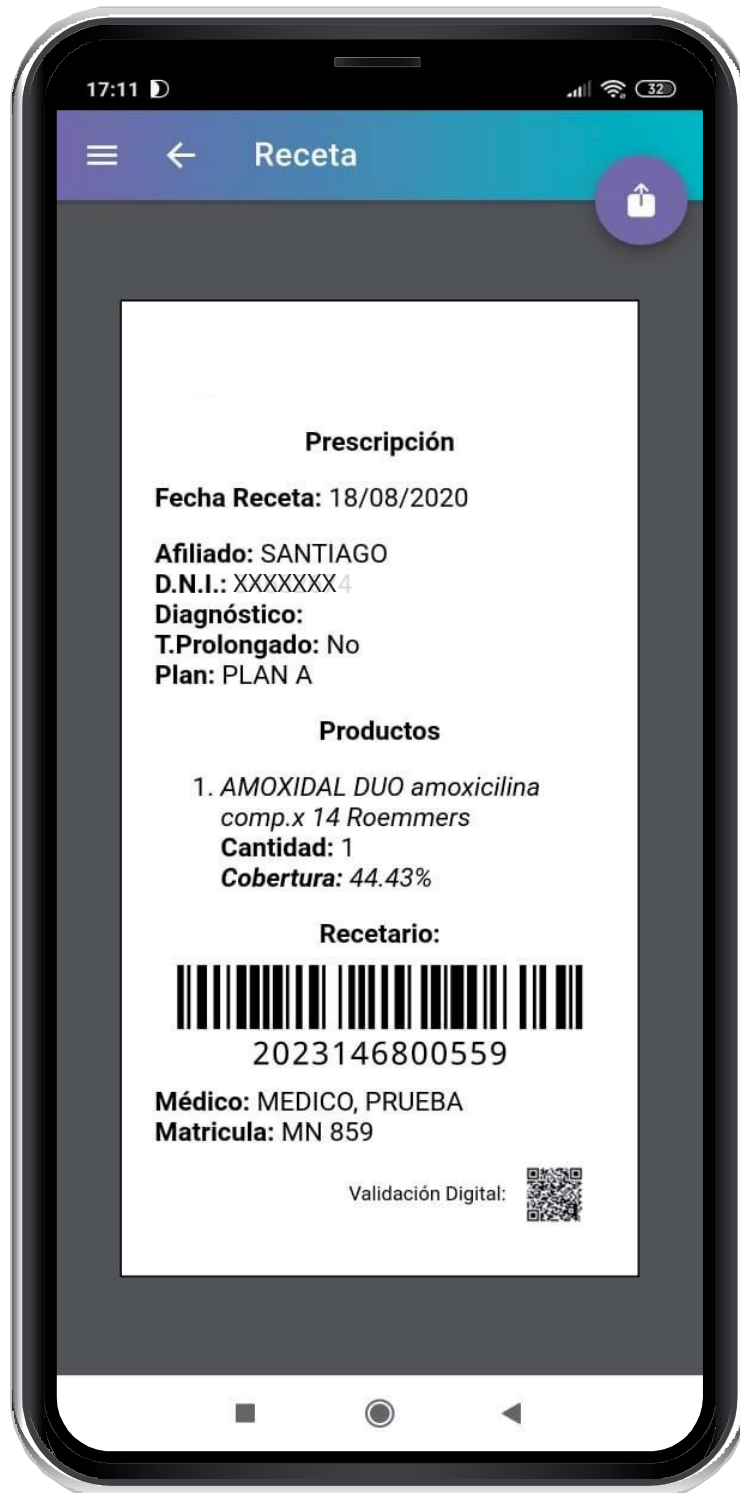 17:11
32
Receta
Prescripción
Fecha Receta: 18/08/2020
Afiliado: SANTIAGO
D.N.I.: XXXXXXX4
Diagnóstico:
T.Prolongado: No
Plan: PLAN A
Productos
1. AMOXIDAL DUO amoxicilina
comp.x 14 Roemmers
Cantidad: 1
Cobertura: 44.43%
Recetario:
2023146800559
Médico: MEDICO, PRUEBA
Matricula: MN 859
Validación Digital: